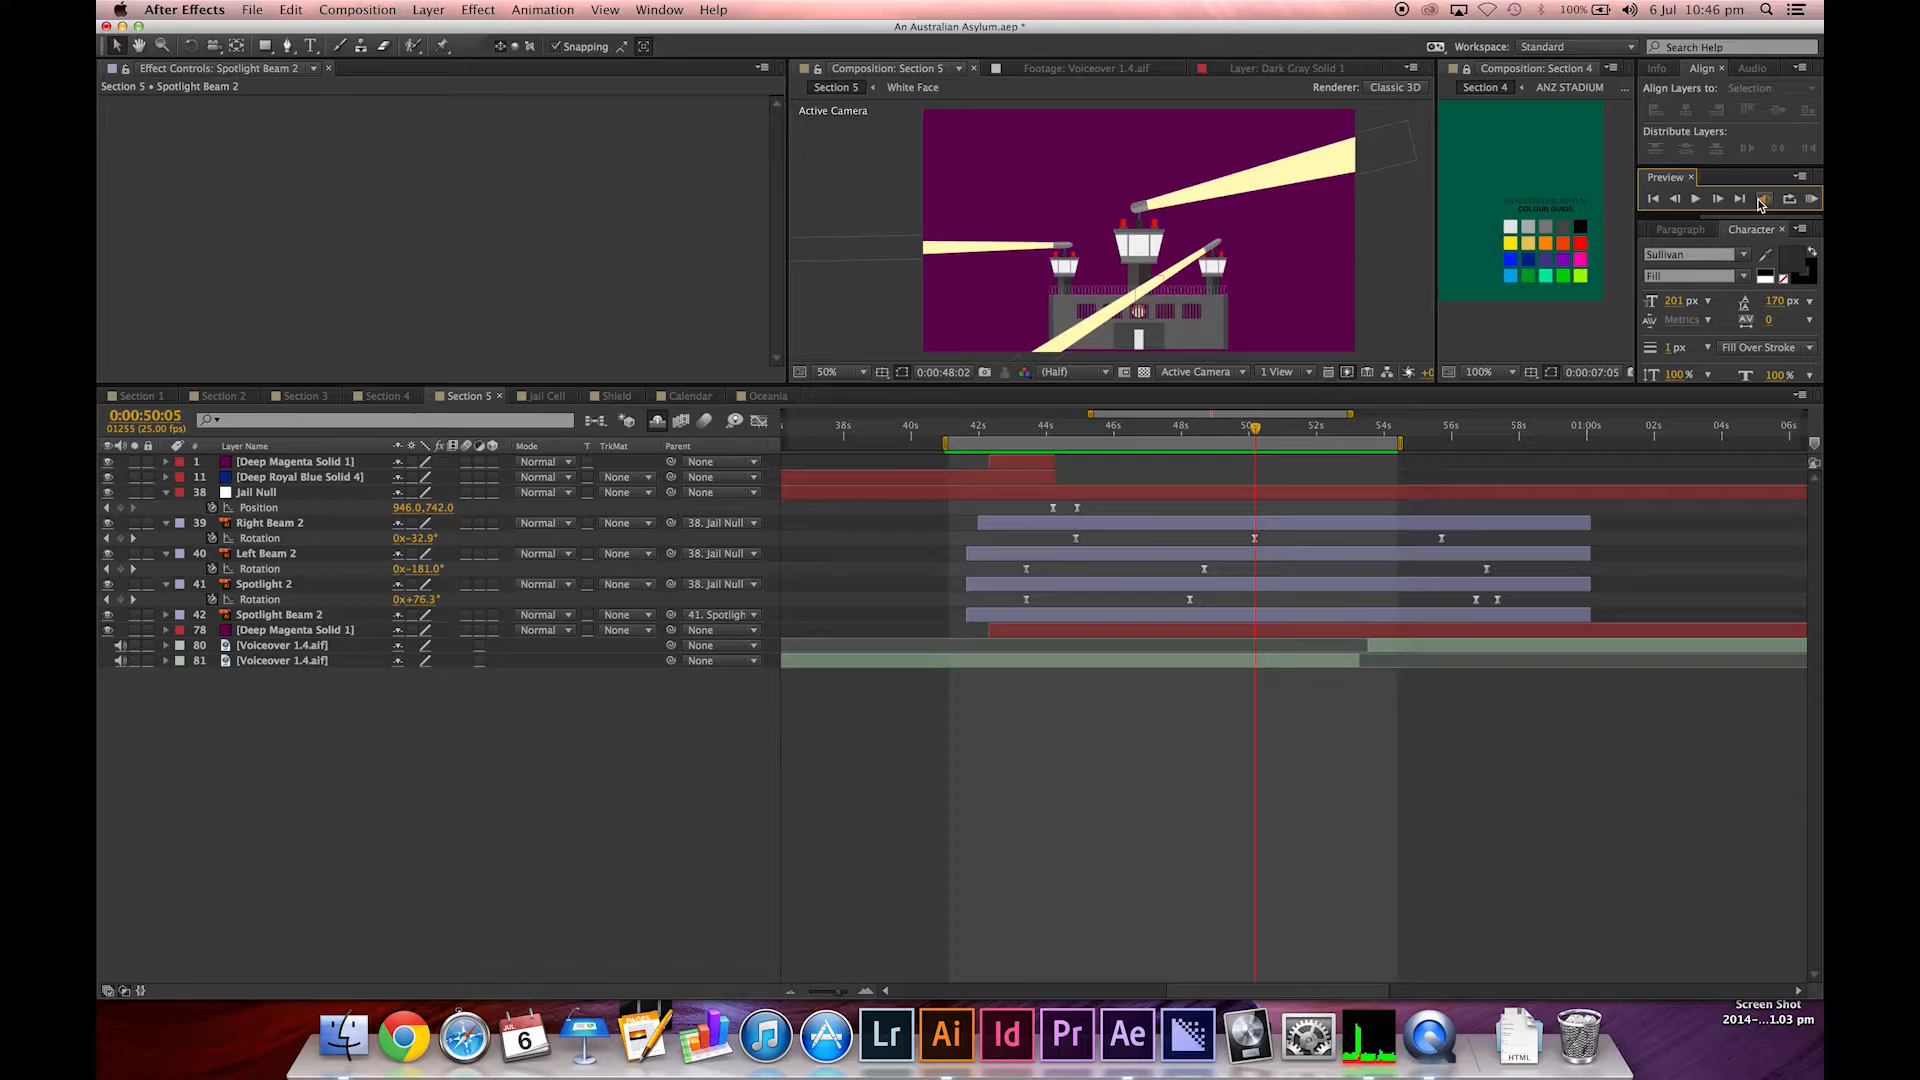 After Effects File Edit Composition Layer Effect Animation View Window Help 100% 6 Jul 10:46 pm
An Australian Asylum.aep *
Snapping Workspace: Standard Search Help
Effect Controls: Spotlight Beam 2 × Composition: Section 5 × Footage: Voiceover 1.4.aif Layer: Dark Gray Solid 1 Composition: Section 4 Info Align × Audio
Section 5 • Spotlight Beam 2 Section 5 White Face Renderer: Classic 3D Section 4 ANZ STADIUM ... Align Layers to: Selection
Active Camera
Distribute Layers:
Preview ×
AN AUSTRALIAN ASYLUM
COLOUR GUIDE
Paragraph Character ×
Sullivan
Fill
201 px 170 px
Metrics 0
1 px Fill Over Stroke
100% 100%
50% 0:00:48:02 (Half) Active Camera 1 View +0 100% 0:00:07:05
Section 1 Section 2 Section 3 Section 4 Section 5 × Jail Cell Shield Calendar Oceania
0:00:50:05
01255 (25.00 fps)
38s 40s 42s 44s 46s 48s 50s 52s 54s 56s 58s 01:00s 02s 04s 06s
# Layer Name fx Mode T TrkMat Parent
1 [Deep Magenta Solid 1] Normal None
11 [Deep Royal Blue Solid 4] Normal None None
38 Jail Null Normal None None
Position 946.0,742.0
39 Right Beam 2 Normal None 38. Jail Null
Rotation 0x-32.9°
40 Left Beam 2 Normal None 38. Jail Null
Rotation 0x-181.0°
41 Spotlight 2 Normal None 38. Jail Null
Rotation 0x+76.3°
42 Spotlight Beam 2 Normal None 41. Spotligh
78 [Deep Magenta Solid 1] Normal None None
80 [Voiceover 1.4.aif] None
81 [Voiceover 1.4.aif] None
Screen Shot
2014-...1.03 pm
JUL
6
PAGES
Lr Ai Id Pr Ae
HTML